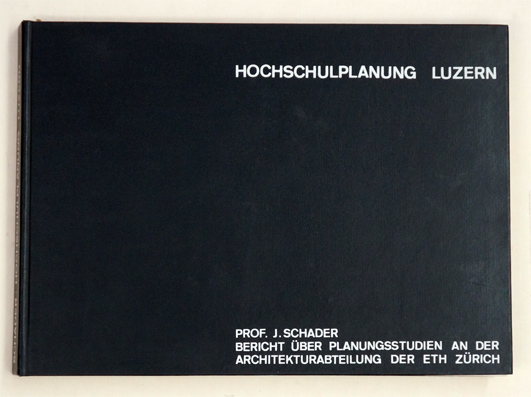 HOCHSCHULPLANUNG LUZERN
PROF. J. SCHADER
BERICHT ÜBER PLANUNGSSTUDIEN AN DER
ARCHITEKTURABTEILUNG DER ETH ZÜRICH